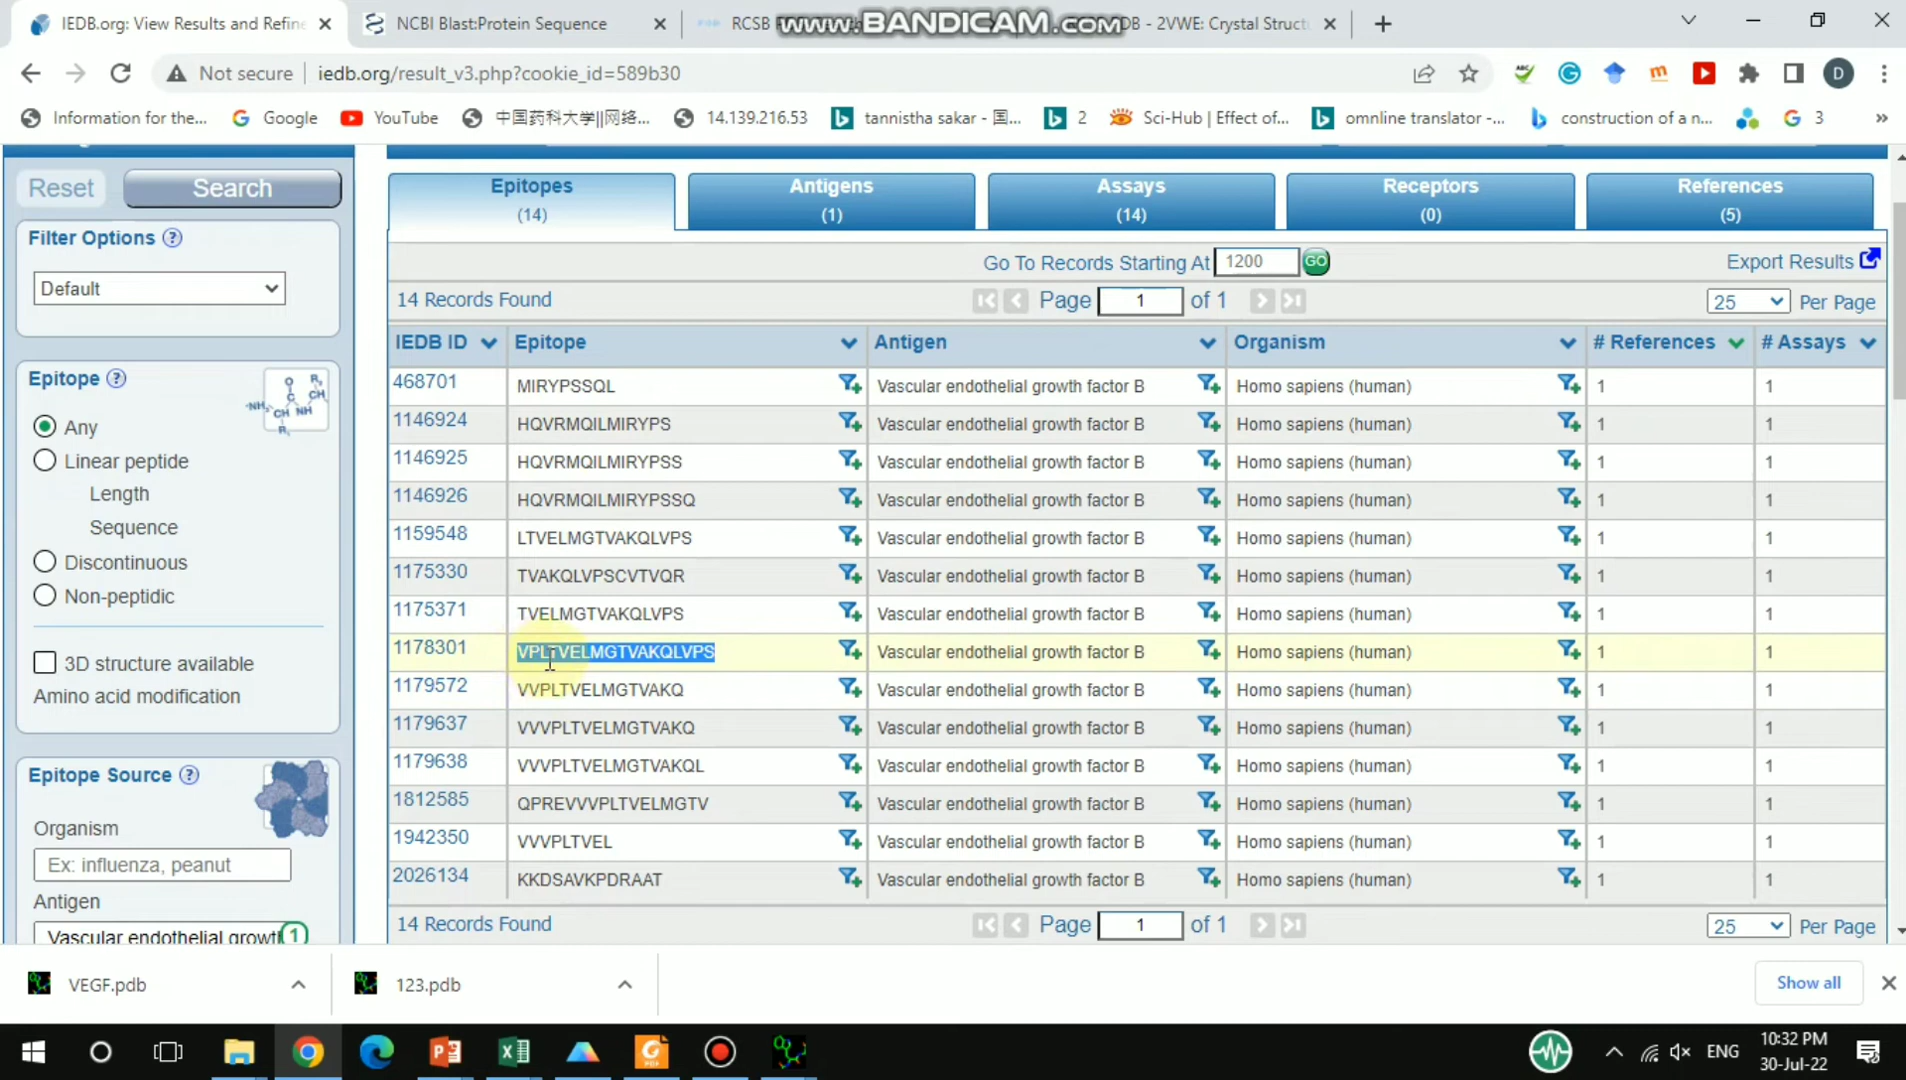 IEDB.org: View Results and Refine
NCBI Blast:Protein Sequence
RCSB
DB - 2VWE: Crystal Struct
www.BANDICAM.com
Not secure
iedb.org/result_v3.php?cookie_id=589b30
D
Information for the...
Google
YouTube
中国药科大学||网络...
14.139.216.53
tannistha sakar - 国...
2
Sci-Hub | Effect of...
omnline translator -...
construction of a n...
3
»
Reset
Search
Filter Options
Default
Epitope
Any
Linear peptide
Length
Sequence
Discontinuous
Non-peptidic
3D structure available
Amino acid modification
Epitope Source
Organism
Ex: influenza, peanut
Antigen
Vascular endothelial growth
1
Epitopes
(14)
Antigens
(1)
Assays
(14)
Receptors
(0)
References
(5)
Go To Records Starting At 1200 GO
Export Results
14 Records Found
Page 1 of 1
25 Per Page
IEDB ID Epitope Antigen Organism # References # Assays
468701 MIRYPSSQL Vascular endothelial growth factor B Homo sapiens (human) 1 1
1146924 HQVRMQILMIRYPS Vascular endothelial growth factor B Homo sapiens (human) 1 1
1146925 HQVRMQILMIRYPSS Vascular endothelial growth factor B Homo sapiens (human) 1 1
1146926 HQVRMQILMIRYPSSQ Vascular endothelial growth factor B Homo sapiens (human) 1 1
1159548 LTVELMGTVAKQLVPS Vascular endothelial growth factor B Homo sapiens (human) 1 1
1175330 TVAKQLVPSCVTVQR Vascular endothelial growth factor B Homo sapiens (human) 1 1
1175371 TVELMGTVAKQLVPS Vascular endothelial growth factor B Homo sapiens (human) 1 1
1178301 VPLTVELMGTVAKQLVPS Vascular endothelial growth factor B Homo sapiens (human) 1 1
1179572 VVPLTVELMGTVAKQ Vascular endothelial growth factor B Homo sapiens (human) 1 1
1179637 VVVPLTVELMGTVAKQ Vascular endothelial growth factor B Homo sapiens (human) 1 1
1179638 VVVPLTVELMGTVAKQL Vascular endothelial growth factor B Homo sapiens (human) 1 1
1812585 QPREVVVPLTVELMGTV Vascular endothelial growth factor B Homo sapiens (human) 1 1
1942350 VVVPLTVEL Vascular endothelial growth factor B Homo sapiens (human) 1 1
2026134 KKDSAVKPDRAAT Vascular endothelial growth factor B Homo sapiens (human) 1 1
14 Records Found
Page 1 of 1
25 Per Page
VEGF.pdb
123.pdb
Show all
ENG
10:32 PM
30-Jul-22